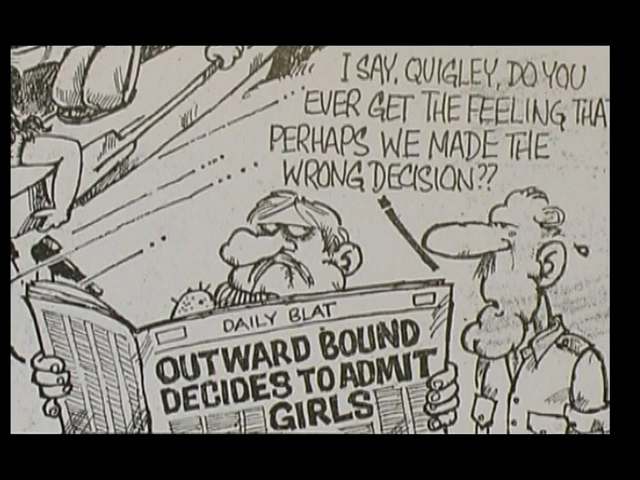 I SAY, QUIGLEY, DO YOU
EVER GET THE FEELING THA
PERHAPS WE MADE THE
WRONG DECISION??
DAILY BLAT
OUTWARD BOUND
DECIDES TO ADMIT
GIRLS